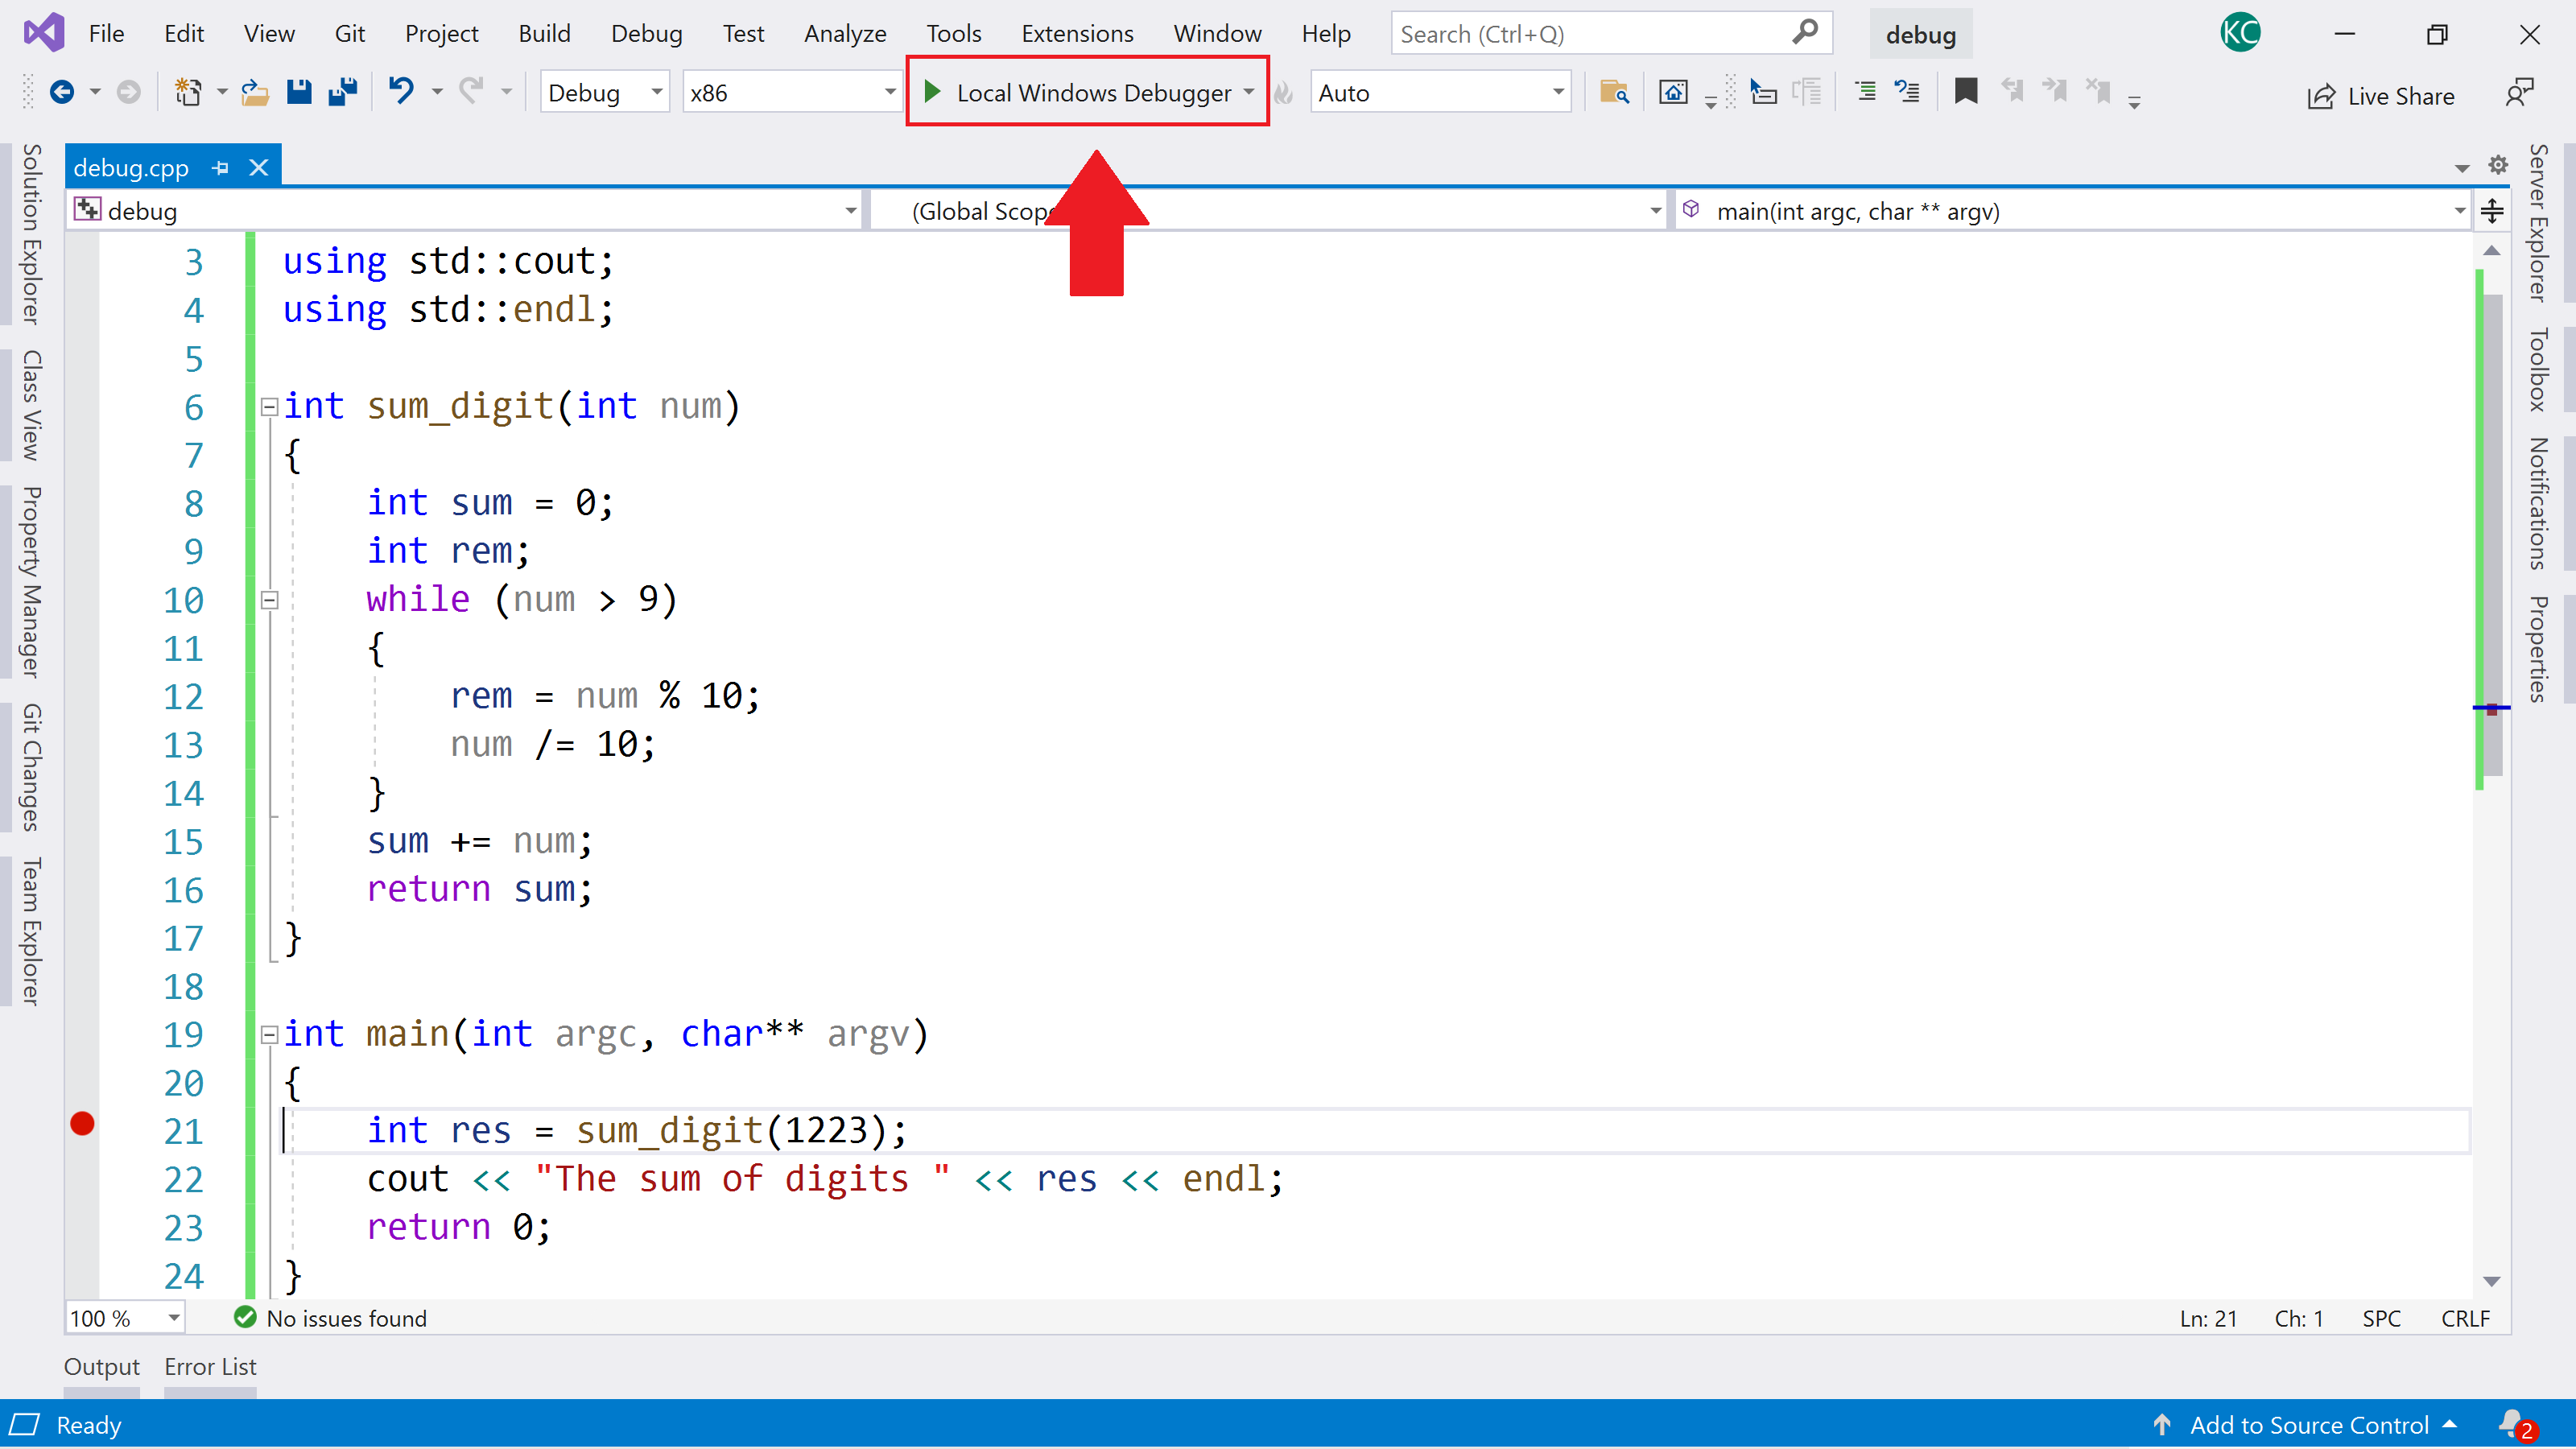 File Edit View Git Project Build Debug Test Analyze Tools Extensions Window Help Search (Ctrl+Q) debug KC
Debug x86 Local Windows Debugger Auto Live Share
debug.cpp
debug (Global Scope main(int argc, char ** argv)
3 using std::cout;
4 using std::endl;
5
6 int sum_digit(int num)
7 {
8 int sum = 0;
9 int rem;
10 while (num > 9)
11 {
12 rem = num % 10;
13 num /= 10;
14 }
15 sum += num;
16 return sum;
17 }
18
19 int main(int argc, char** argv)
20 {
21 int res = sum_digit(1223);
22 cout << "The sum of digits " << res << endl;
23 return 0;
24 }
100 % No issues found Ln: 21 Ch: 1 SPC CRLF
Output Error List
Ready Add to Source Control 2
Solution Explorer
Class View
Property Manager
Git Changes
Team Explorer
Server Explorer
Toolbox
Notifications
Properties